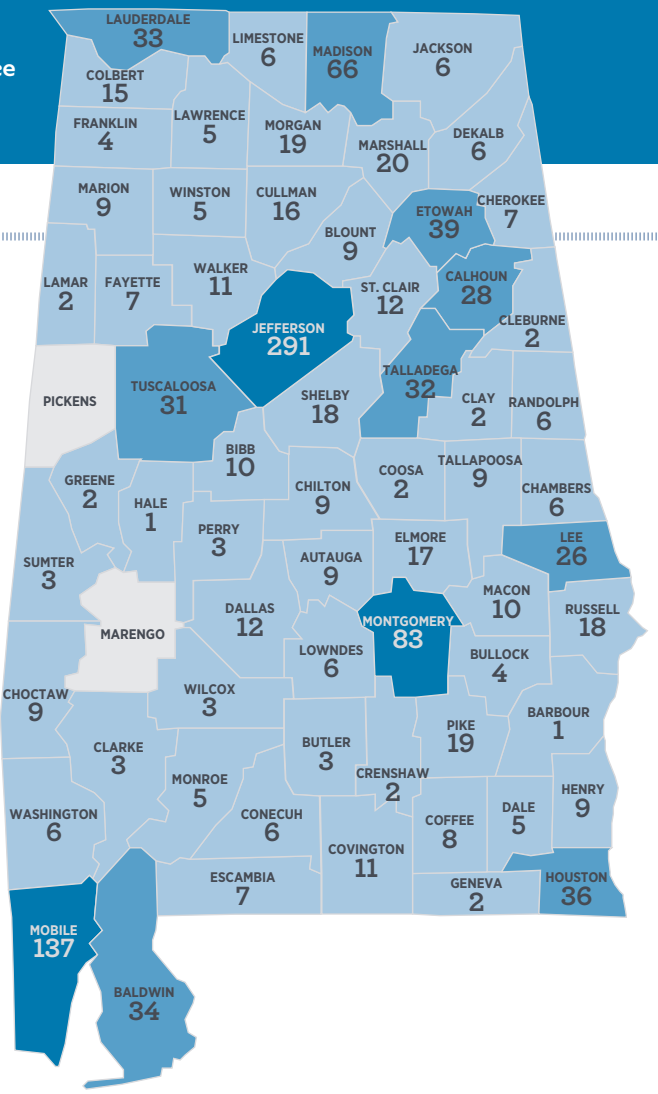 LAUDERDALE
33
LIMESTONE
6
MADISON
66
JACKSON
6
COLBERT
15
FRANKLIN
4
LAWRENCE
5
MORGAN
19
MARSHALL
20
DEKALB
6
MARION
9
WINSTON
5
CULLMAN
16
BLOUNT
9
ETOWAH
39
CHEROKEE
7
LAMAR
2
FAYETTE
7
WALKER
11
ST. CLAIR
12
CALHOUN
28
CLEBURNE
2
JEFFERSON
291
PICKENS
TUSCALOOSA
31
SHELBY
18
TALLADEGA
32
CLAY
2
RANDOLPH
6
BIBB
10
GREENE
2
HALE
1
CHILTON
9
COOSA
2
TALLAPOOSA
9
CHAMBERS
6
PERRY
3
SUMTER
3
AUTAUGA
9
ELMORE
17
LEE
26
MARENGO
DALLAS
12
MONTGOMERY
83
MACON
10
RUSSELL
18
LOWNDES
6
BULLOCK
4
CHOCTAW
9
WILCOX
3
CLARKE
3
BUTLER
3
CRENSHAW
2
PIKE
19
BARBOUR
1
MONROE
5
WASHINGTON
6
CONECUH
6
COVINGTON
11
COFFEE
8
DALE
5
HENRY
9
ESCAMBIA
7
GENEVA
2
HOUSTON
36
MOBILE
137
BALDWIN
34